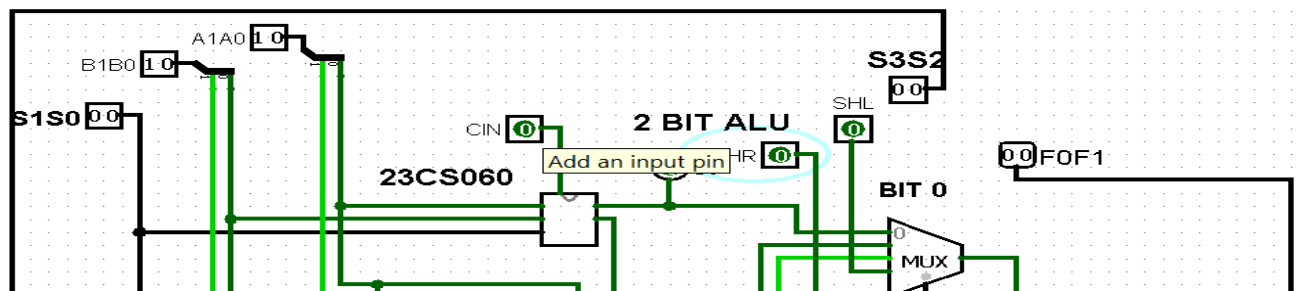 A1A0 1 0
B1B0 1 0
S3S2
0 0
S1S0 0 0
SHL
CIN 0
2 BIT ALU
0
Add an input pin
HR 0
0 0 F0F1
23CS060
BIT 0
0
MUX